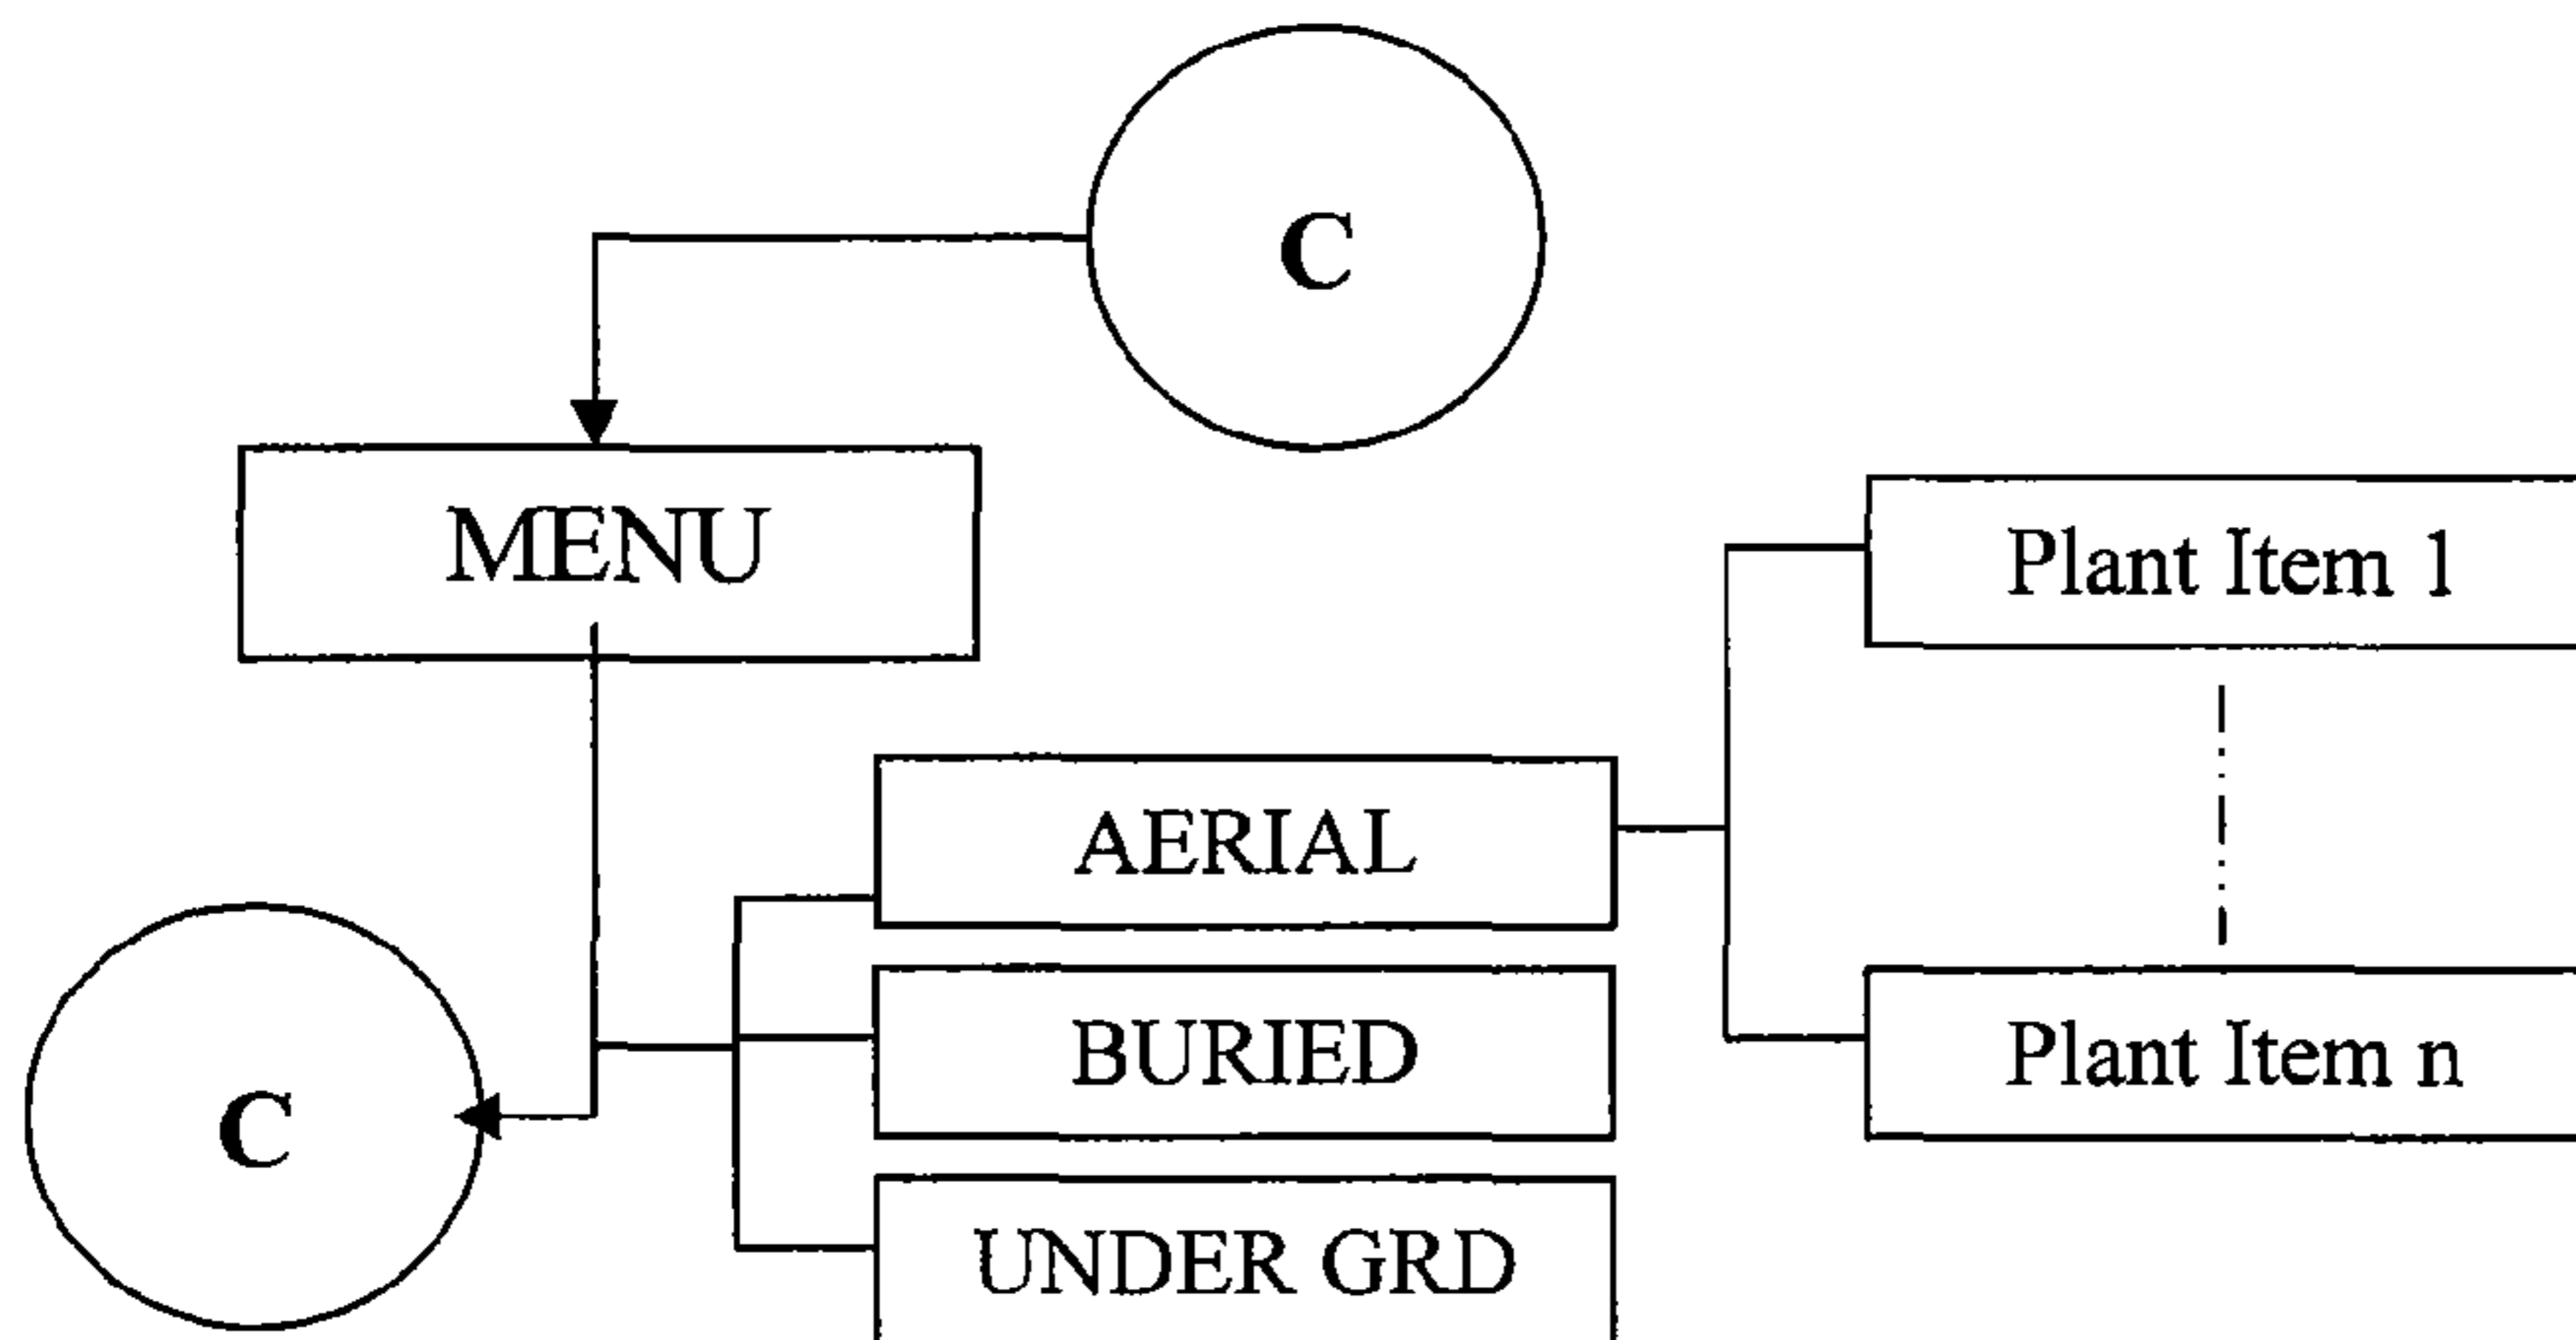 C
MENU
Plant Item 1
AERIAL
BURIED
Plant Item n
C
UNDER GRD